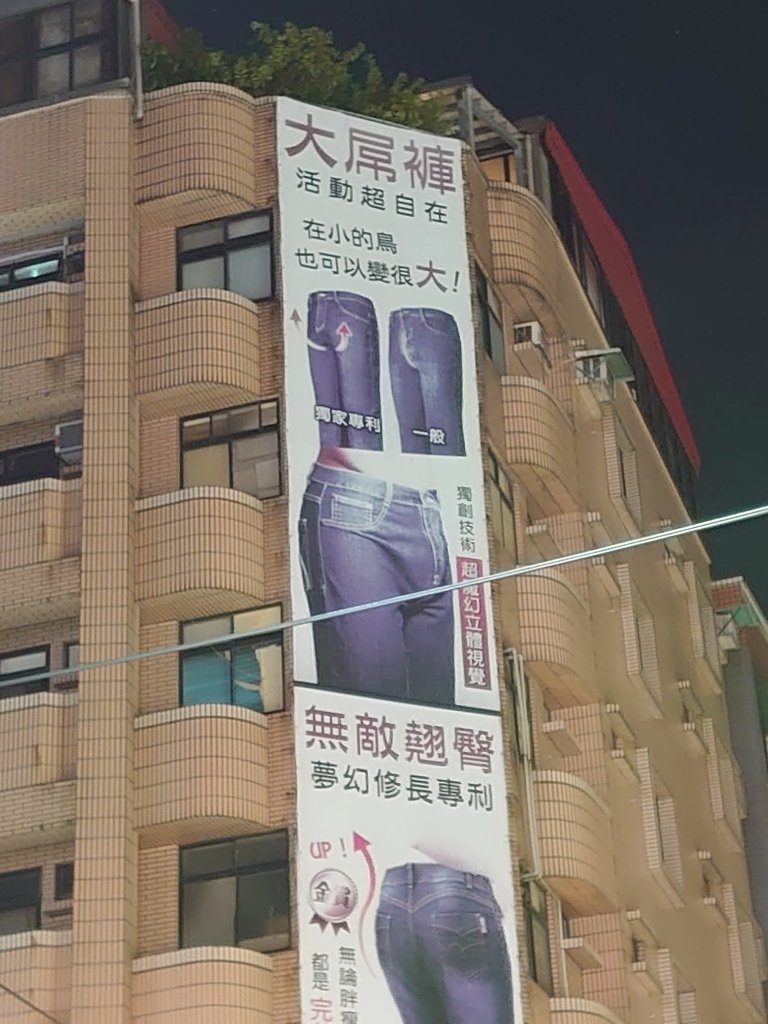 大屌褲
活動超自在
在小的鳥
也可以變很大!
獨家專利
一般
獨創技術
超魔幻立體視覺
無敵翹臀
夢幻修長專利
UP!
金賞
無論胖瘦
都是完